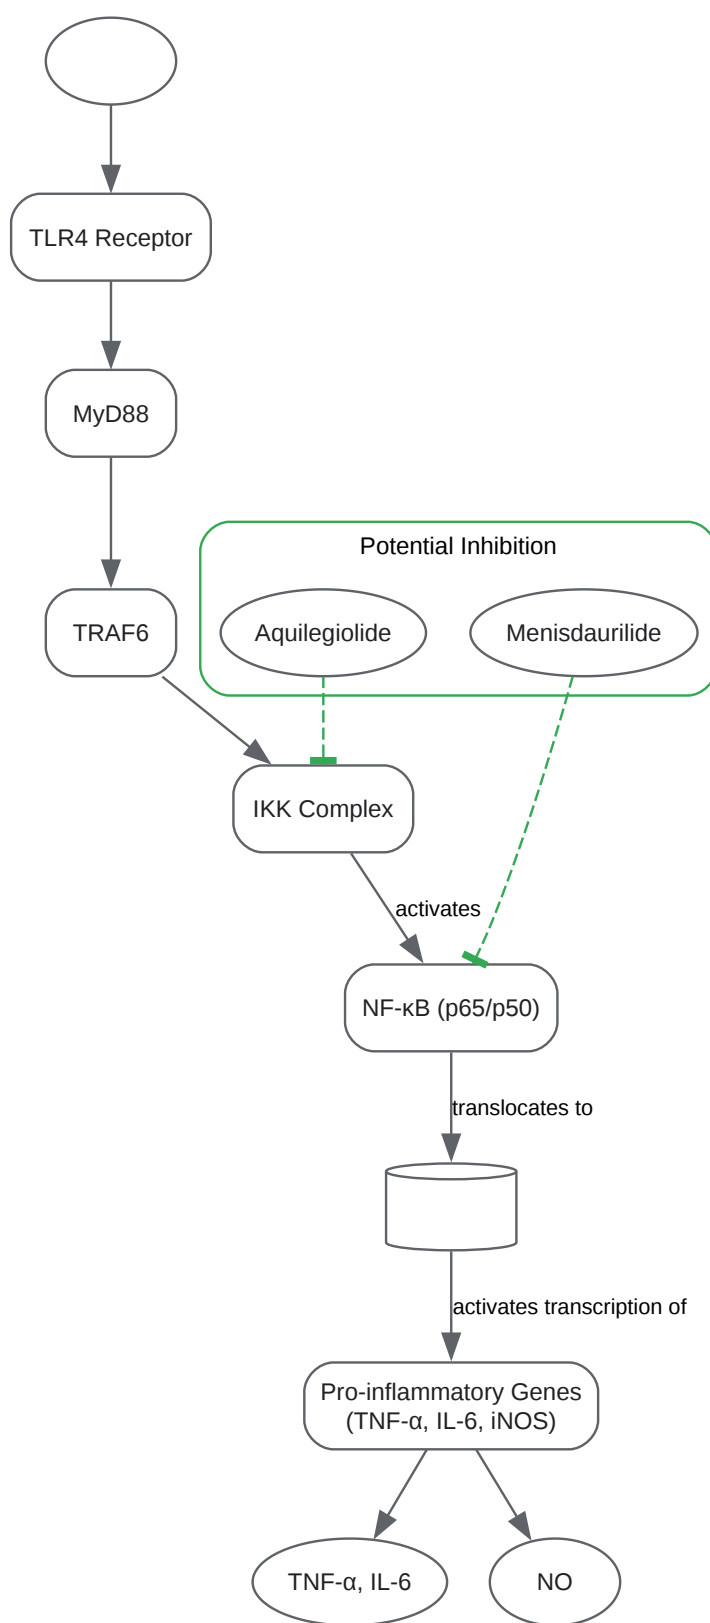 TLR4 Receptor
MyD88
Potential Inhibition
TRAF6
Aquilegiolide
Menisdaurilide
IKK Complex
activates
NF-κB (p65/p50)
translocates to
activates transcription of
Pro-inflammatory Genes
(TNF-α, IL-6, iNOS)
TNF-α, IL-6
NO